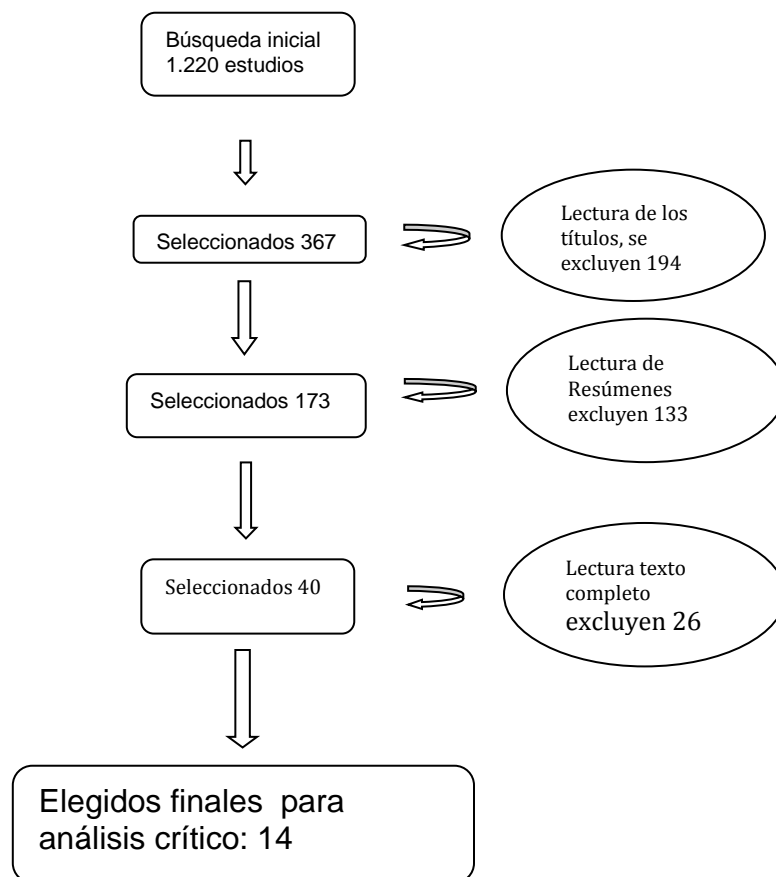 Búsqueda inicial
1.220 estudios
Seleccionados 367
Lectura de los
títulos, se
excluyen 194
Seleccionados 173
Lectura de
Resúmenes
excluyen 133
Seleccionados 40
Lectura texto
completo
excluyen 26
Elegidos finales para
análisis crítico: 14